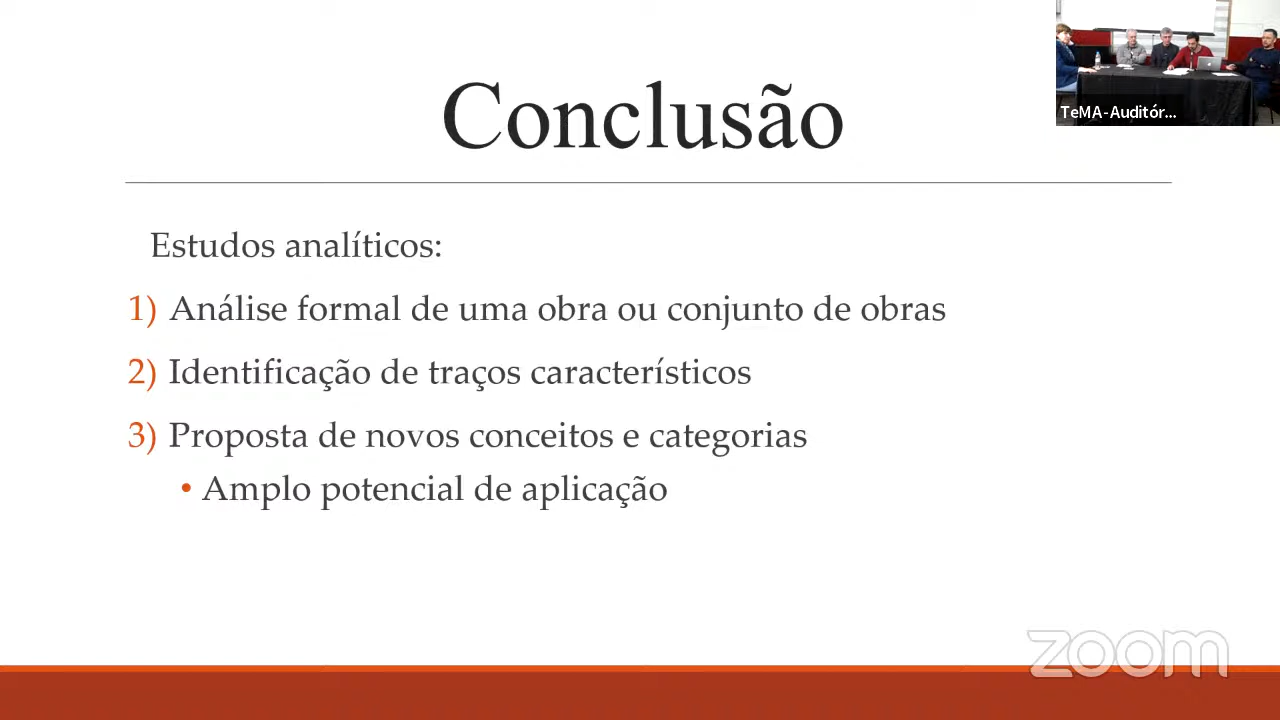 Conclusão
TeMA-Auditór...
Estudos analíticos:
1) Análise formal de uma obra ou conjunto de obras
2) Identificação de traços característicos
3) Proposta de novos conceitos e categorias
• Amplo potencial de aplicação
zoom